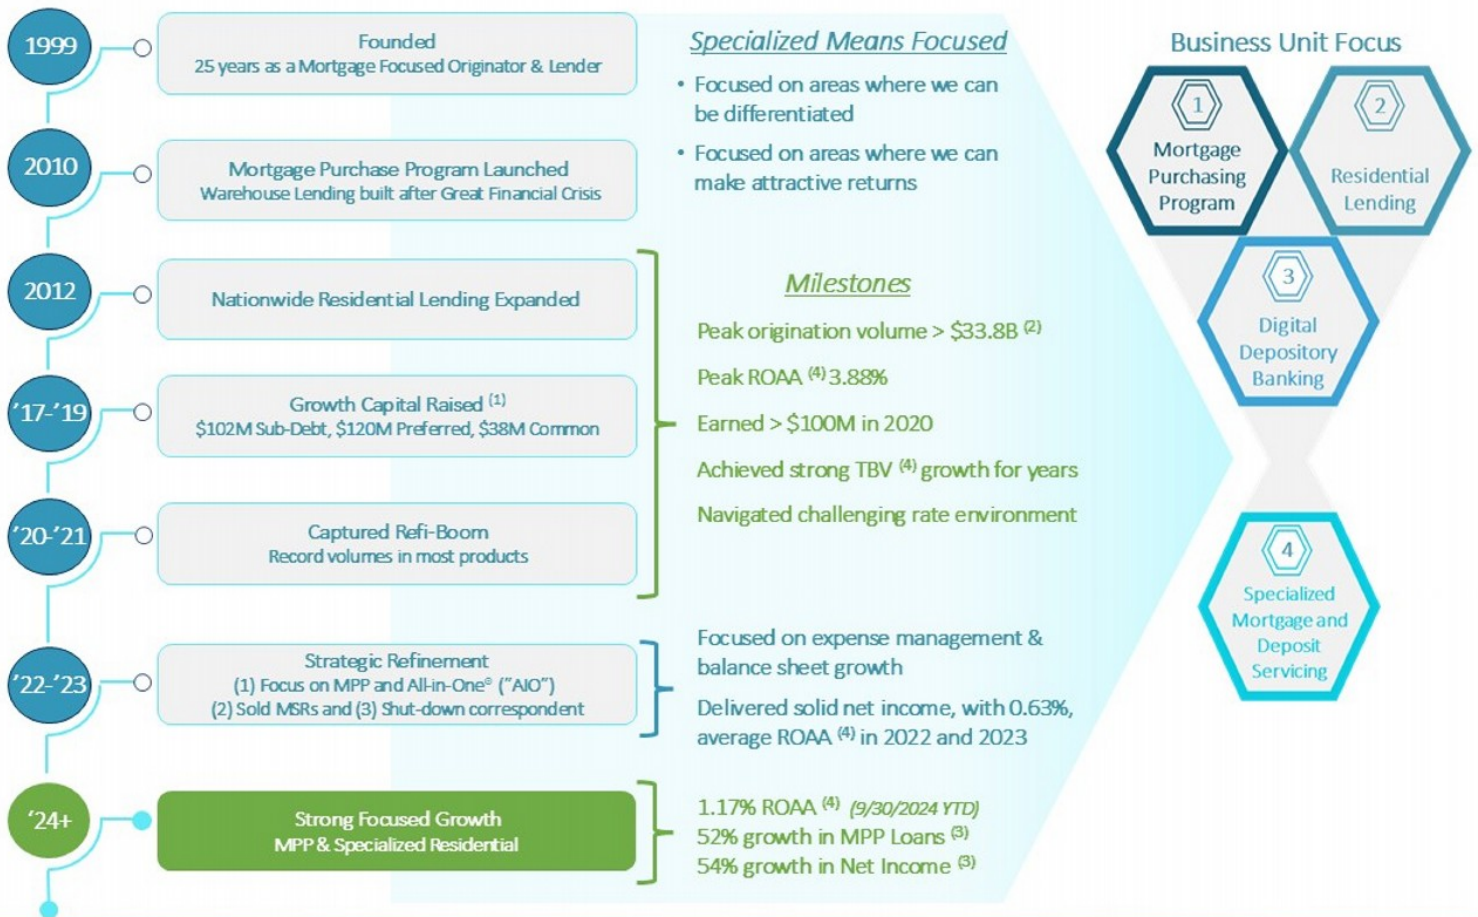 1999
Founded
25 years as a Mortgage Focused Originator & Lender
2010
Mortgage Purchase Program Launched
Warehouse Lending built after Great Financial Crisis
2012
Nationwide Residential Lending Expanded
’17-’19
Growth Capital Raised (1)
$102M Sub-Debt, $120M Preferred, $38M Common
’20-’21
Captured Refi-Boom
Record volumes in most products
’22-’23
Strategic Refinement
(1) Focus on MPP and All-in-One® (“AIO”)
(2) Sold MSRs and (3) Shut-down correspondent
‘24+
Strong Focused Growth
MPP & Specialized Residential
Specialized Means Focused
• Focused on areas where we can
be differentiated
• Focused on areas where we can
make attractive returns
Milestones
Peak origination volume > $33.8B (2)
Peak ROAA (4) 3.88%
Earned > $100M in 2020
Achieved strong TBV (4) growth for years
Navigated challenging rate environment
Focused on expense management &
balance sheet growth
Delivered solid net income, with 0.63%,
average ROAA (4) in 2022 and 2023
1.17% ROAA (4) (9/30/2024 YTD)
52% growth in MPP Loans (3)
54% growth in Net Income (3)
Business Unit Focus
1
Mortgage
Purchasing
Program
2
Residential
Lending
3
Digital
Depository
Banking
4
Specialized
Mortgage and
Deposit
Servicing